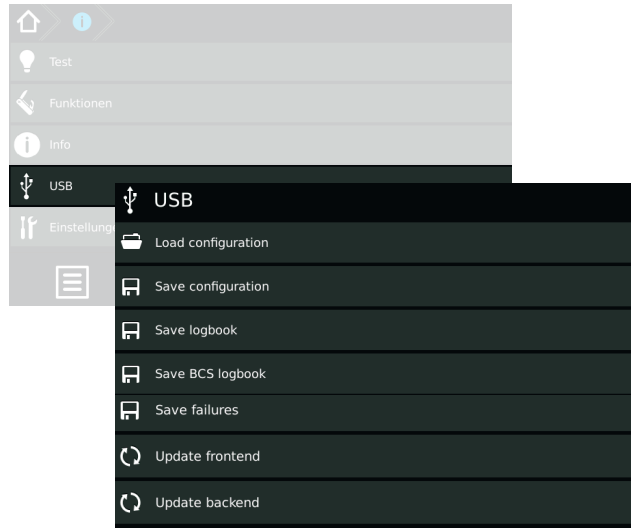 Test
Funktionen
Info
USB
Einstellunge
USB
Load configuration
Save configuration
Save logbook
Save BCS logbook
Save failures
Update frontend
Update backend